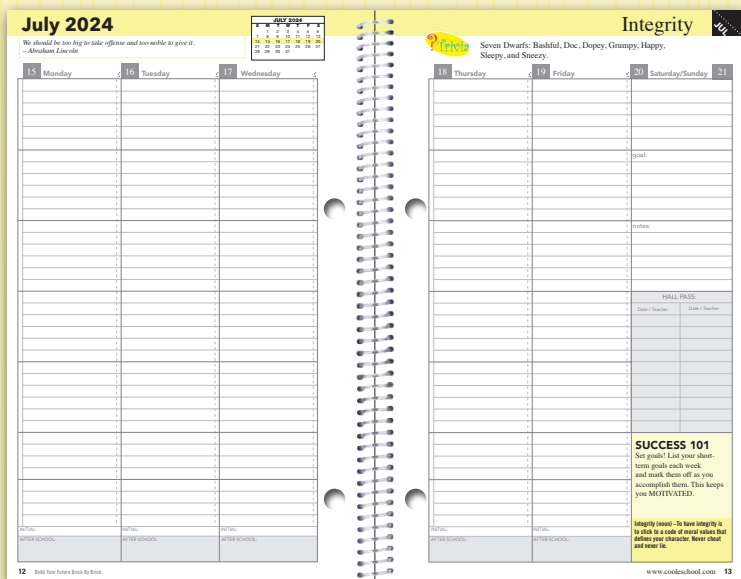 July 2024
We should be too big to take offense and too noble to give it.
– Abraham Lincoln
JULY 2024
S M T W T F S
1 2 3 4 5 6
7 8 9 10 11 12 13
14 15 16 17 18 19 20
21 22 23 24 25 26 27
28 29 30 31
15 Monday
16 Tuesday
17 Wednesday
INITIAL: INITIAL: INITIAL:
AFTER SCHOOL: AFTER SCHOOL: AFTER SCHOOL:
12 Build Your Future Brick By Brick
Integrity
JUL
? Trivia
Seven Dwarfs: Bashful, Doc, Dopey, Grumpy, Happy,
Sleepy, and Sneezy.
18 Thursday
19 Friday
20 Saturday/Sunday 21
goal:
notes:
HALL PASS:
Date / Teacher Date / Teacher
SUCCESS 101
Set goals! List your short-
term goals each week
and mark them off as you
accomplish them. This keeps
you MOTIVATED.
Integrity (noun) –To have integrity is
to stick to a code of moral values that
defines your character. Never cheat
and never lie.
INITIAL: INITIAL:
AFTER SCHOOL: AFTER SCHOOL:
www.cooleschool.com 13